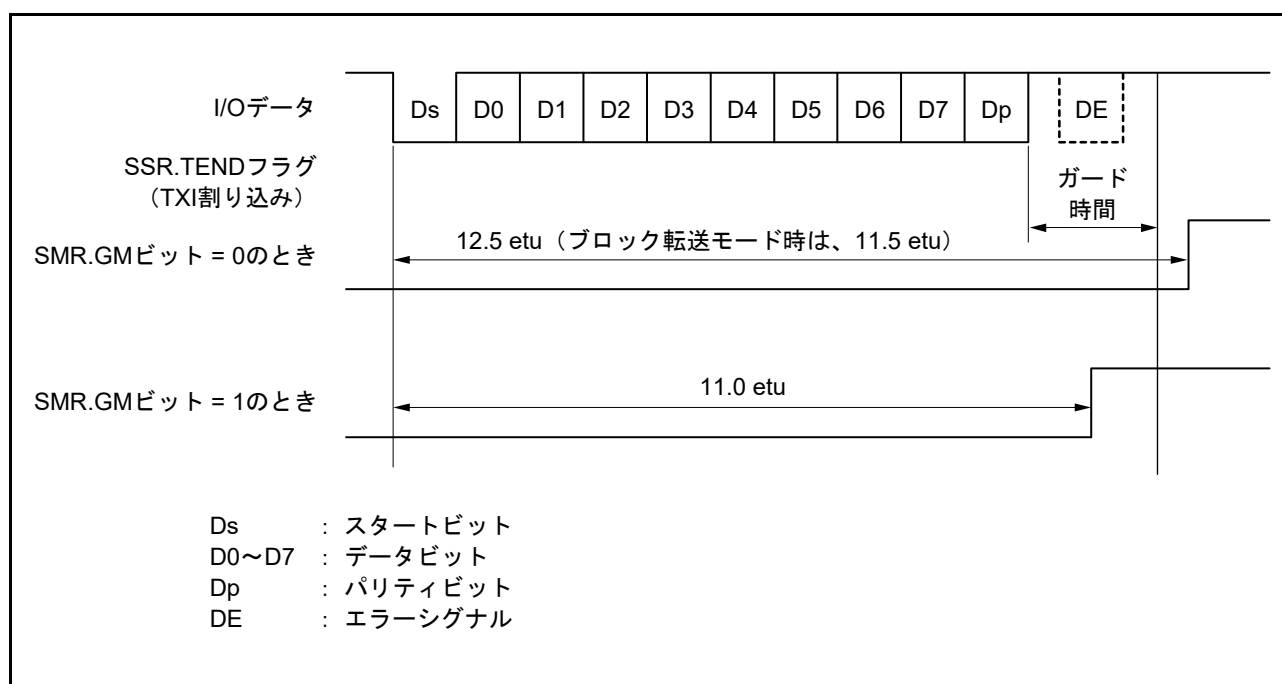 I/Oデータ
Ds D0 D1 D2 D3 D4 D5 D6 D7 Dp DE
SSR.TENDフラグ
(TXI割り込み)
ガード
時間
SMR.GMビット = 0のとき
12.5 etu(ブロック転送モード時は、11.5 etu)
SMR.GMビット = 1のとき
11.0 etu
Ds : スタートビット
D0～D7 : データビット
Dp : パリティビット
DE : エラーシグナル